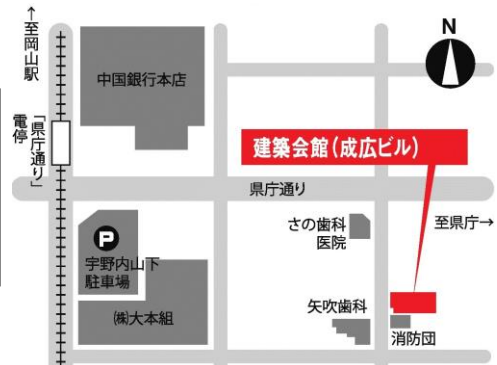 ←至岡山駅
N
中国銀行本店
「県庁通り」
電停
建築会館(成広ビル)
県庁通り
至県庁→
さの歯科
医院
P
宇野内山下
駐車場
㈱大本組
矢吹歯科
消防団